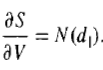 ∂S/∂V = N(d₁).